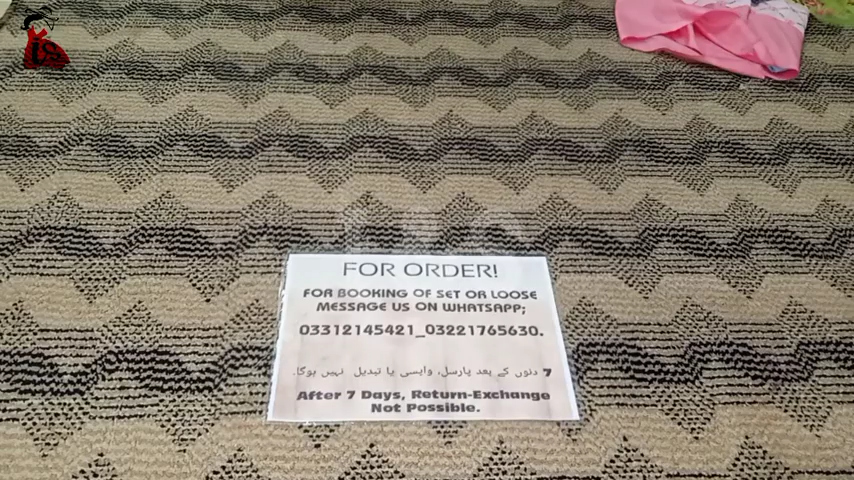 is
FOR ORDER!
FOR BOOKING OF SET OR LOOSE
MESSAGE US ON WHATSAPP;
03312145421_03221765630.
7 دنوں کے بعد پارسل، واپسی یا تبدیل نہیں ہوگا.
After 7 Days, Return-Exchange
Not Possible.